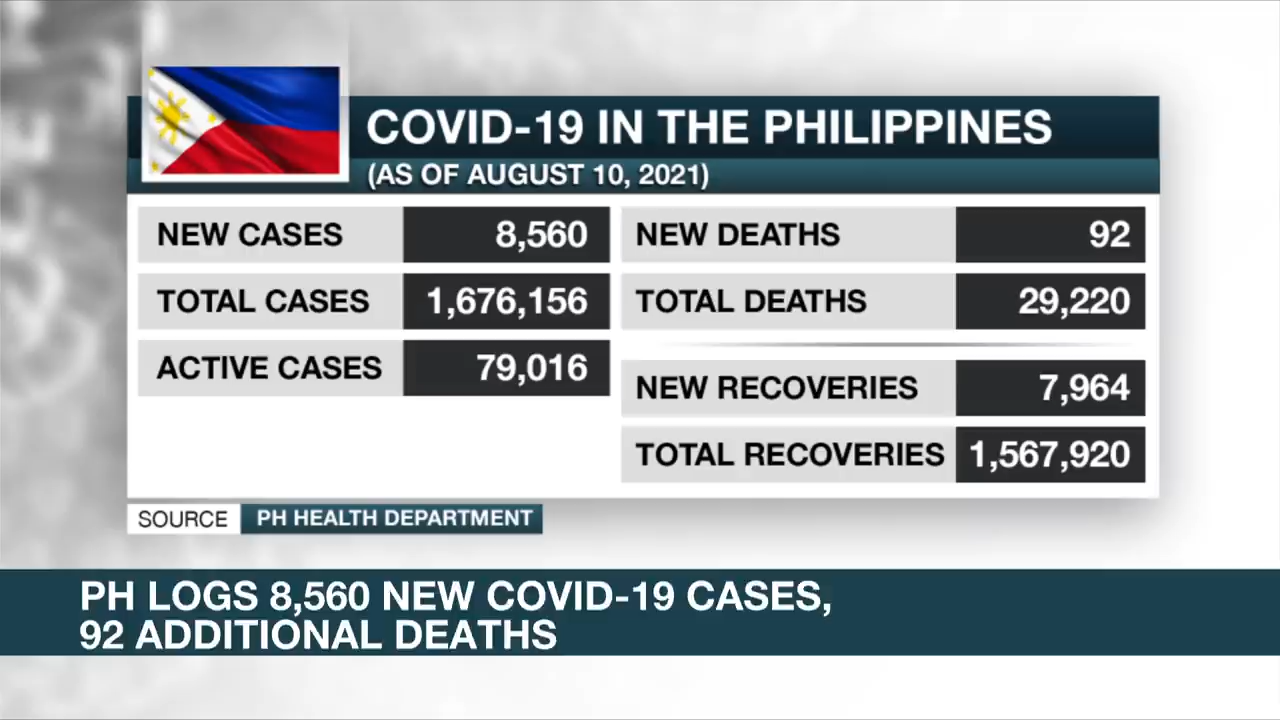 COVID-19 IN THE PHILIPPINES
(AS OF AUGUST 10, 2021)
NEW CASES 8,560
TOTAL CASES 1,676,156
ACTIVE CASES 79,016
NEW DEATHS 92
TOTAL DEATHS 29,220
NEW RECOVERIES 7,964
TOTAL RECOVERIES 1,567,920
SOURCE PH HEALTH DEPARTMENT
PH LOGS 8,560 NEW COVID-19 CASES,
92 ADDITIONAL DEATHS